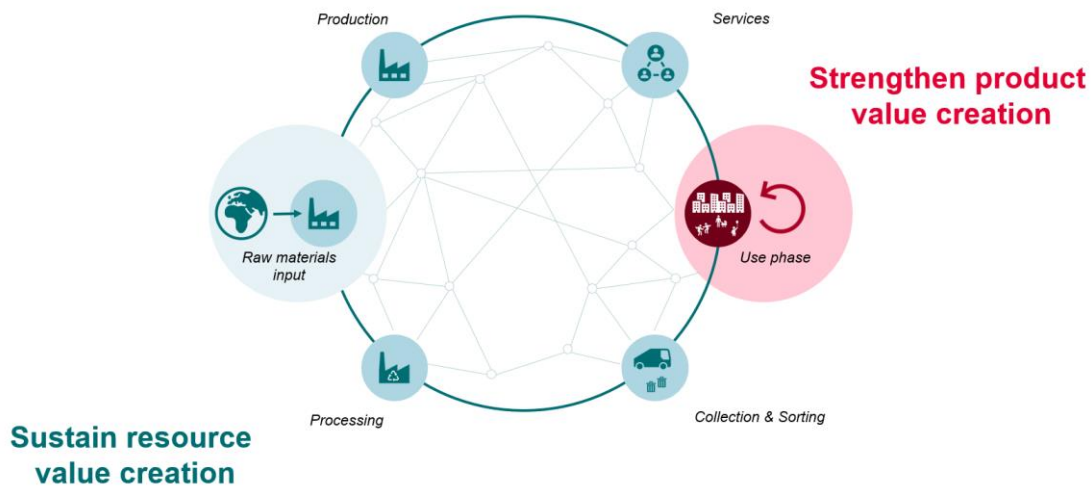 Production
Services
Strengthen product
value creation
Raw materials
input
Use phase
Processing
Collection & Sorting
Sustain resource
value creation